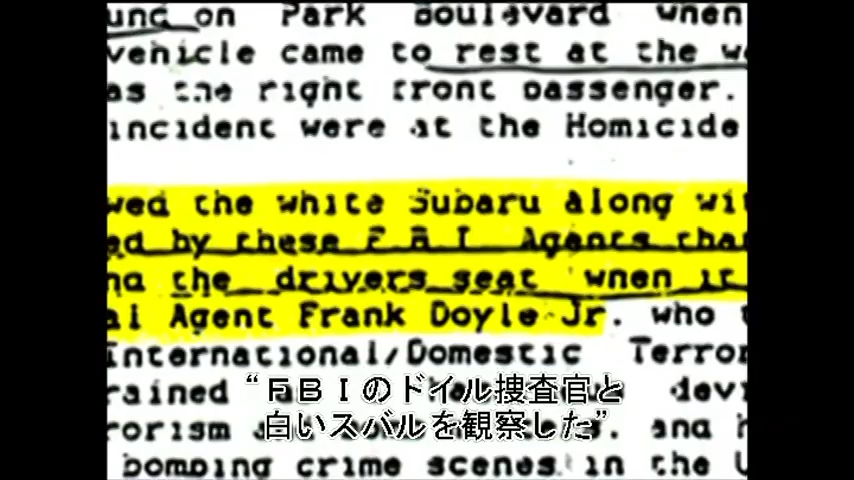 und on Park Boulevard when
vehicle came to rest at the w
as the right front passenger.
incident were at the Homicide
wed the white Subaru along wit
ed by these F B I Agents tha
the drivers seat when it
al Agent Frank Doyle Jr. who
International/Domestic Terror
rained
“ＦＢＩのドイル捜査官と
白いスバルを観察した”
rorism
and
bombing crime scenes in the U